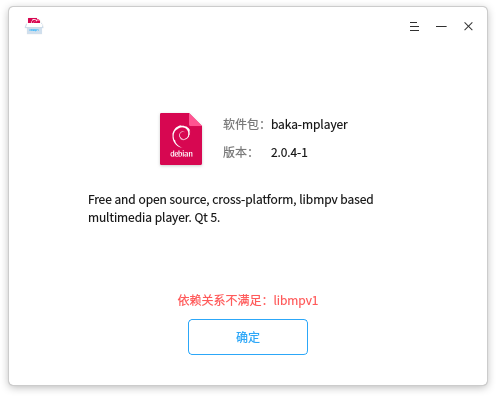 软件包： baka-mplayer
debian
版本： 2.0.4-1
Free and open source, cross-platform, libmpv based
multimedia player. Qt 5.
依赖关系不满足：libmpv1
确定